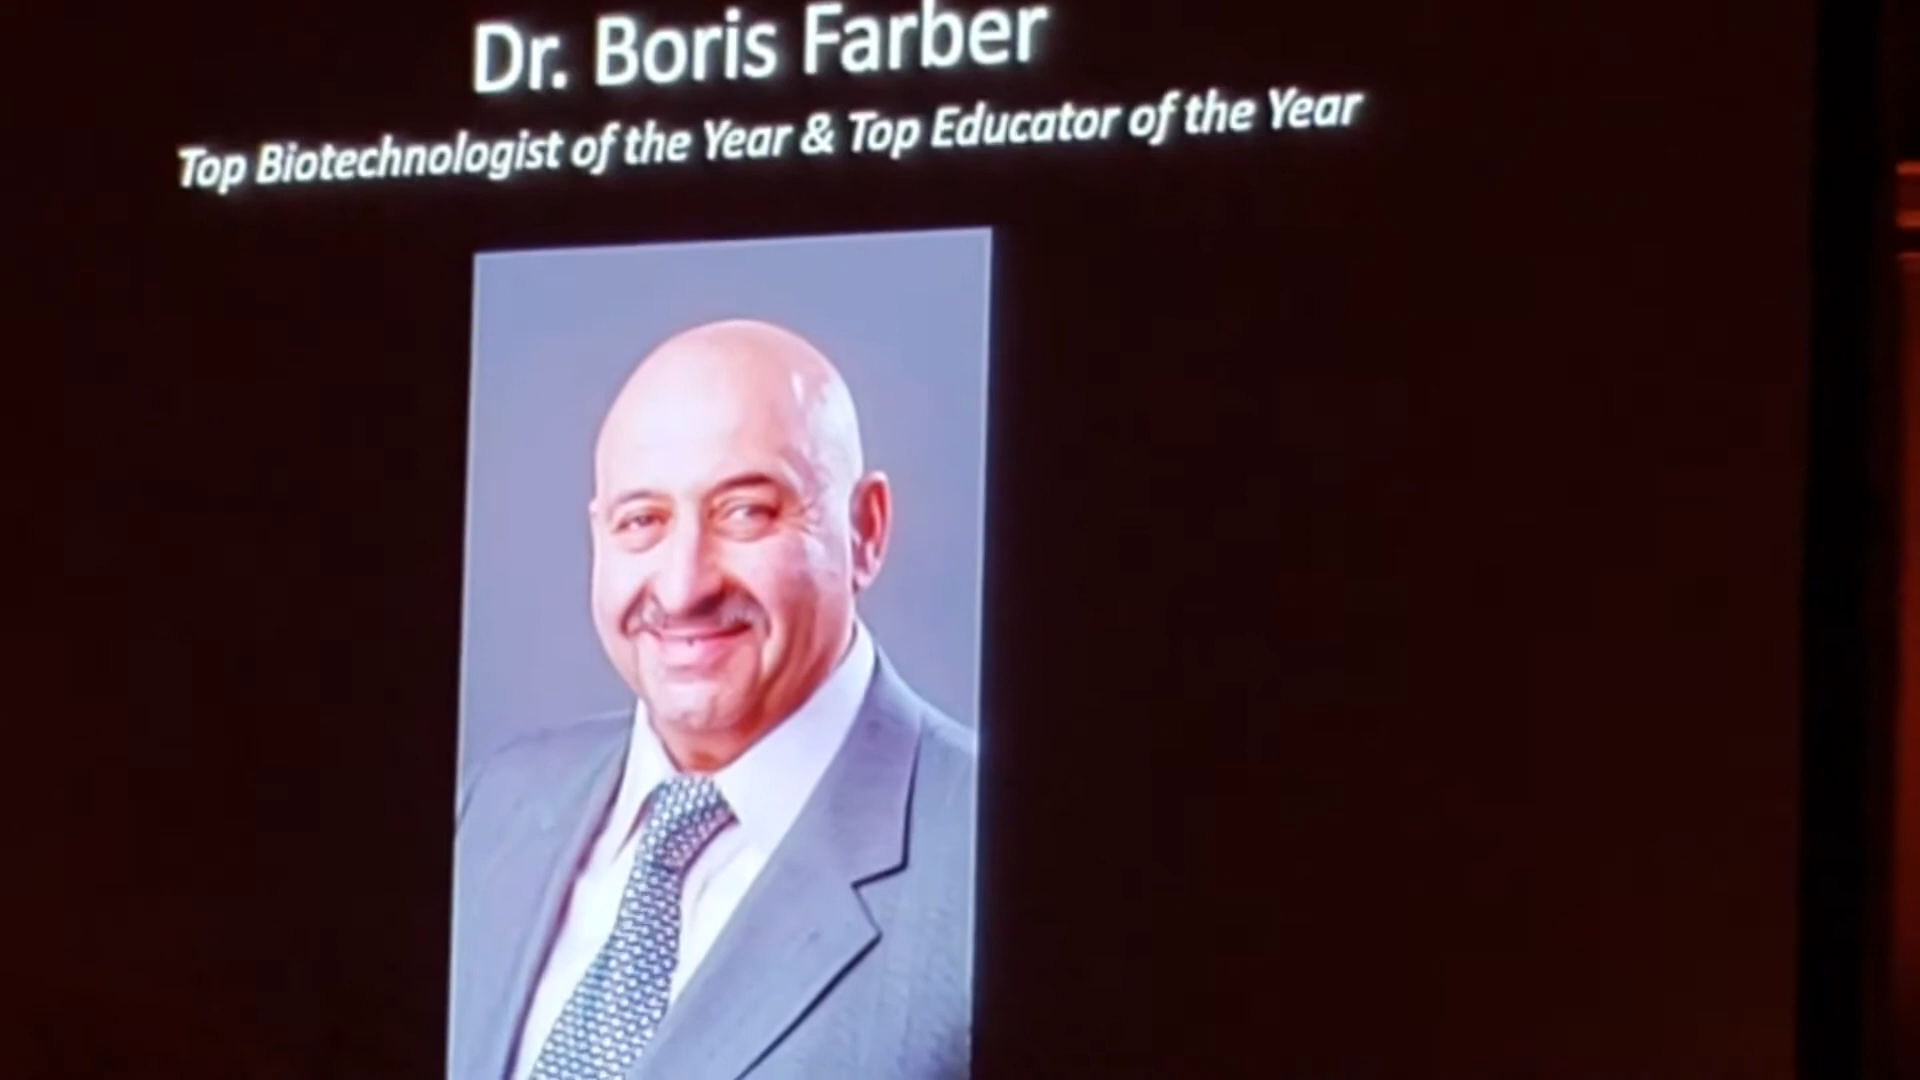 Dr. Boris Farber
Top Biotechnologist of the Year & Top Educator of the Year